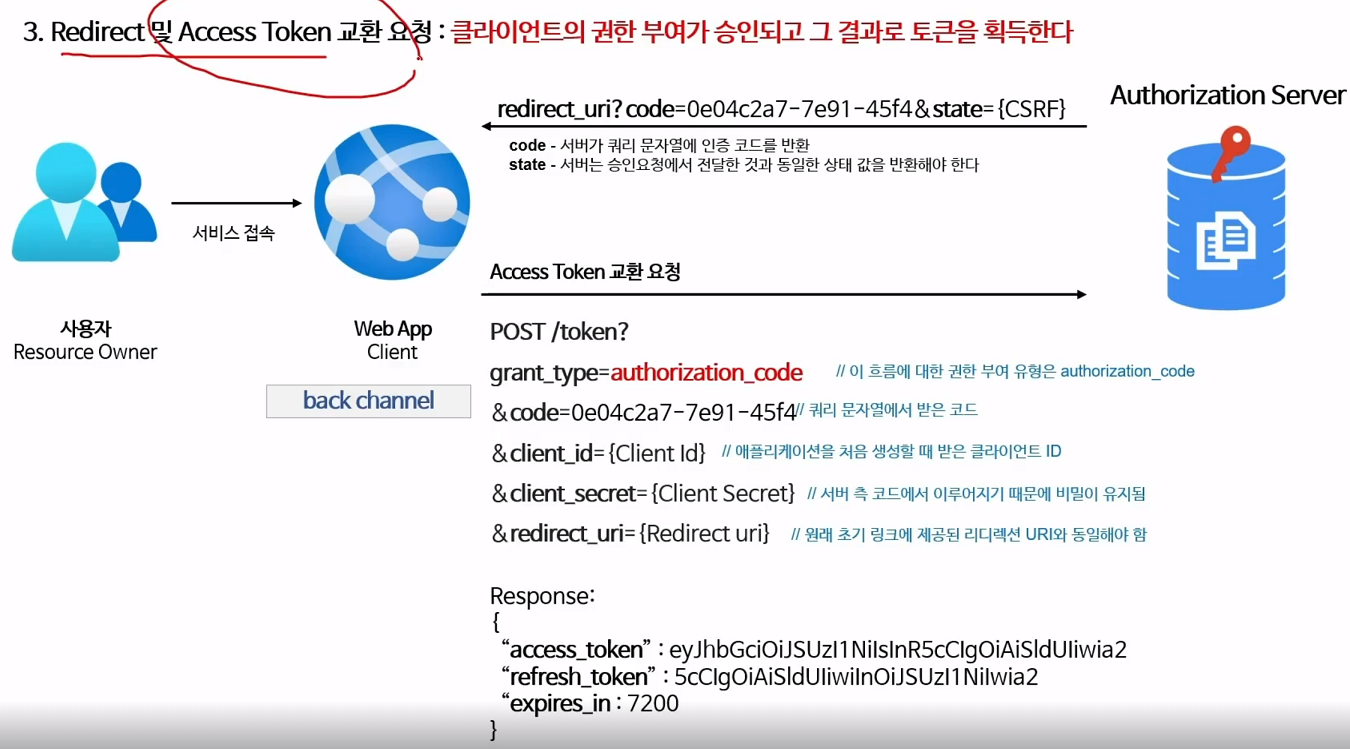 3. Redirect 및 Access Token 교환 요청 : 클라이언트의 권한 부여가 승인되고 그 결과로 토큰을 획득한다
Authorization Server
redirect_uri? code=0e04c2a7-7e91-45f4&state={CSRF}
code - 서버가 쿼리 문자열에 인증 코드를 반환
state - 서버는 승인요청에서 전달한 것과 동일한 상태 값을 반환해야 한다
서비스 접속
Access Token 교환 요청
사용자
Resource Owner
Web App
Client
back channel
POST /token?
grant_type=authorization_code // 이 흐름에 대한 권한 부여 유형은 authorization_code
&code=0e04c2a7-7e91-45f4// 쿼리 문자열에서 받은 코드
&client_id={Client Id} // 애플리케이션을 처음 생성할 때 받은 클라이언트 ID
&client_secret={Client Secret} // 서버 측 코드에서 이루어지기 때문에 비밀이 유지됨
&redirect_uri={Redirect uri} // 원래 초기 링크에 제공된 리디렉션 URI와 동일해야 함
Response:
{
“access_token” : eyJhbGciOiJSUzI1NiIsInR5cCIgOiAiSldUIiwia2
“refresh_token” : 5cCIgOiAiSldUIiwiInOiJSUzI1NiIwia2
“expires_in : 7200
}